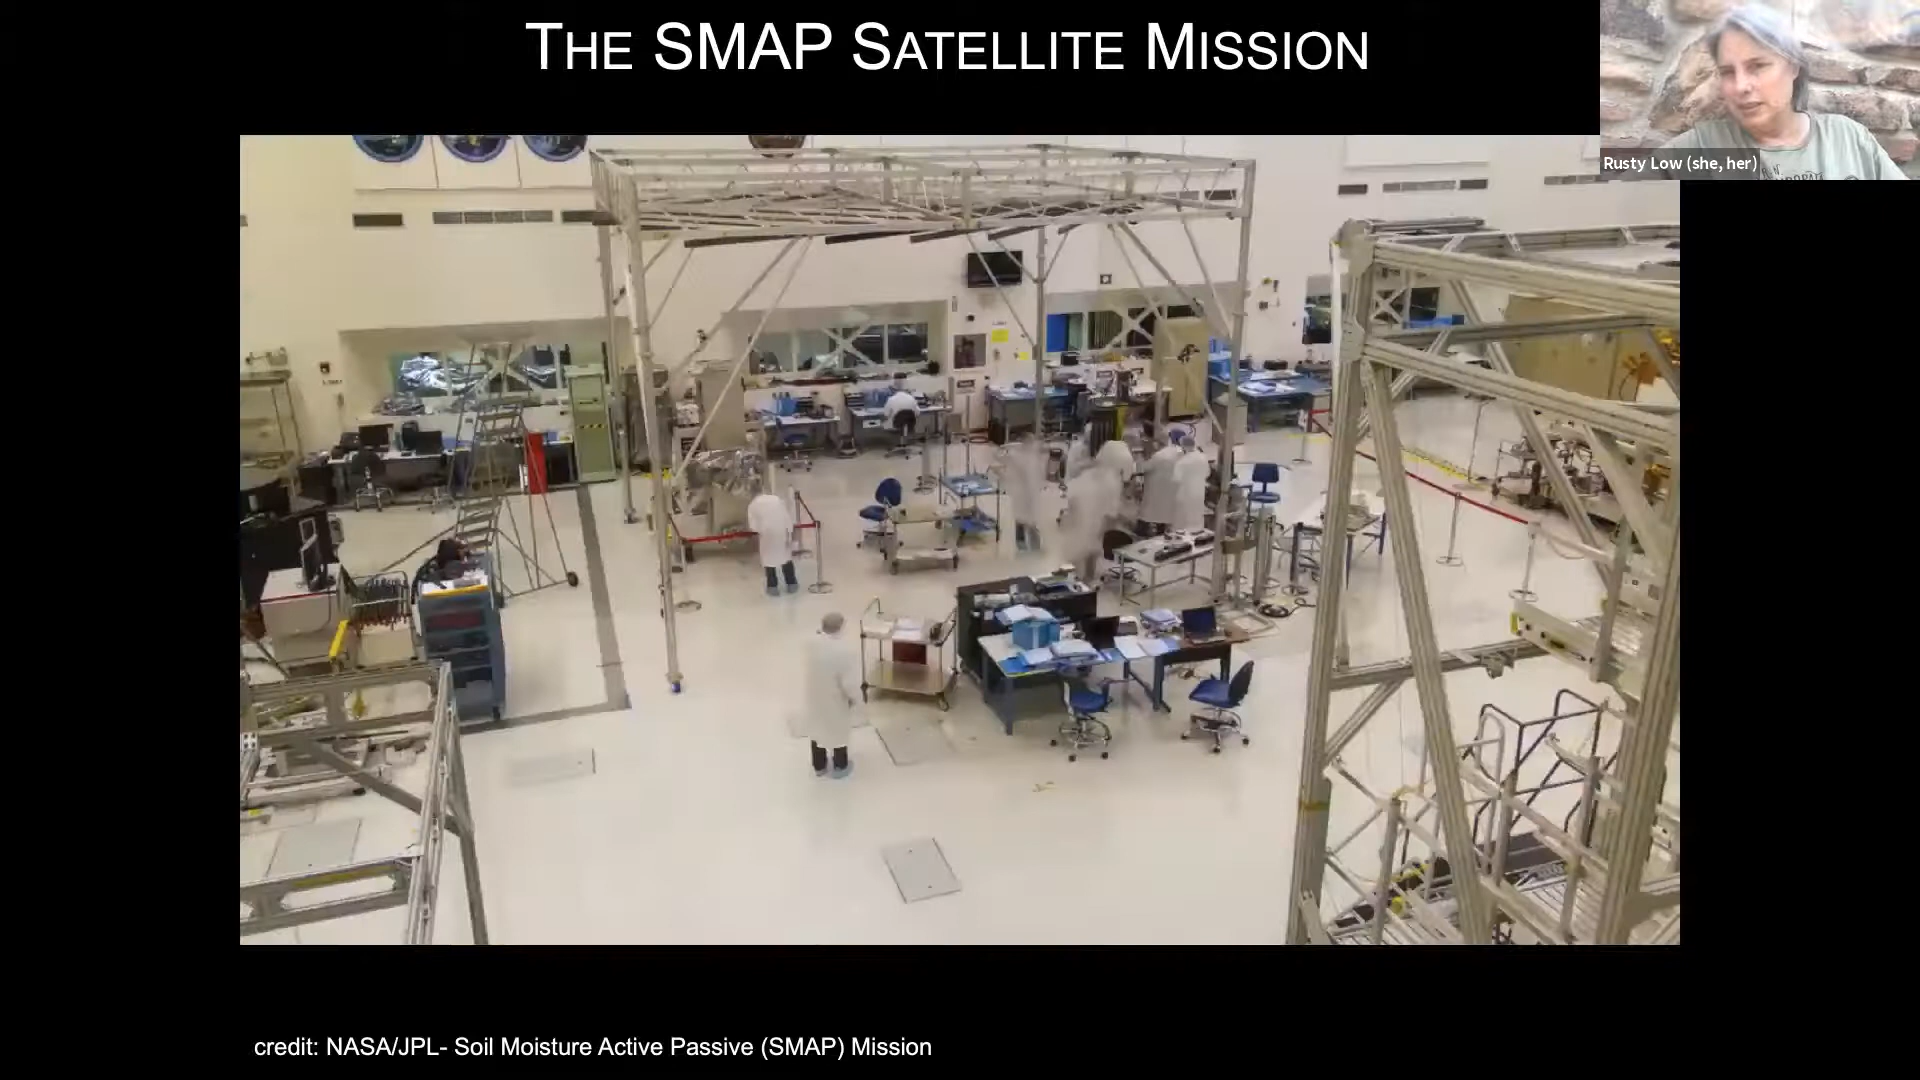 THE SMAP SATELLITE MISSION
Rusty Low (she, her)
credit: NASA/JPL- Soil Moisture Active Passive (SMAP) Mission